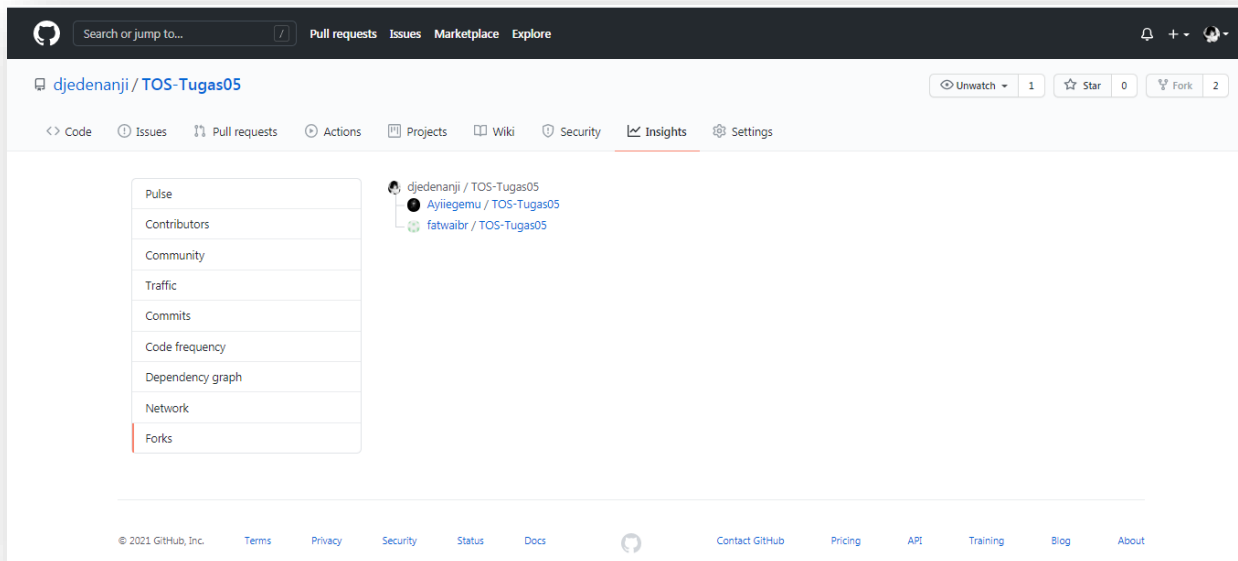 Search or jump to... / Pull requests Issues Marketplace Explore
djedenanji / TOS-Tugas05 Unwatch 1 Star 0 Fork 2
Code Issues Pull requests Actions Projects Wiki Security Insights Settings
Pulse
Contributors
Community
Traffic
Commits
Code frequency
Dependency graph
Network
Forks
djedenanji / TOS-Tugas05
Ayiiegemu / TOS-Tugas05
fatwaibr / TOS-Tugas05
© 2021 GitHub, Inc. Terms Privacy Security Status Docs Contact GitHub Pricing API Training Blog About